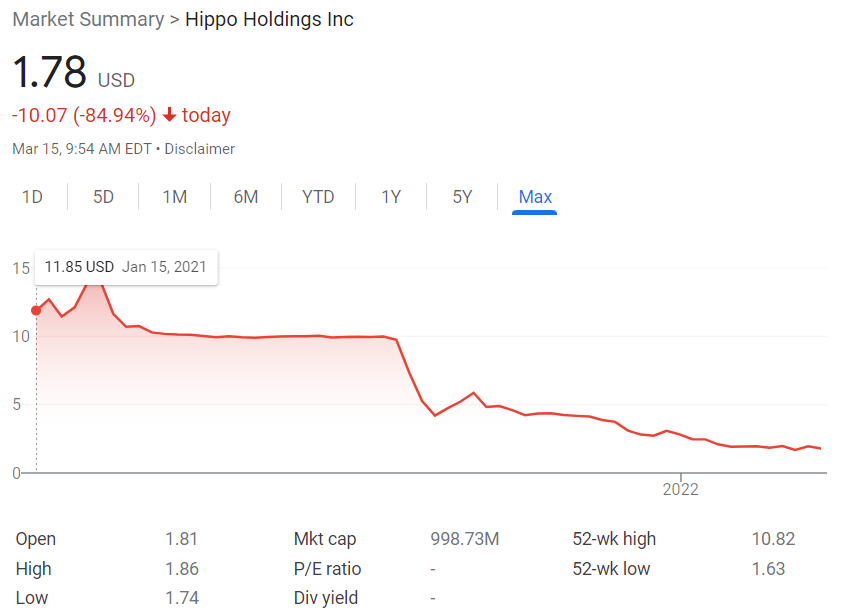 Market Summary > Hippo Holdings Inc
1.78 USD
-10.07 (-84.94%) ↓ today
Mar 15, 9:54 AM EDT • Disclaimer
1D 5D 1M 6M YTD 1Y 5Y Max
11.85 USD Jan 15, 2021
15
10
5
0
2022
Open 1.81 Mkt cap 998.73M 52-wk high 10.82
High 1.86 P/E ratio - 52-wk low 1.63
Low 1.74 Div yield -